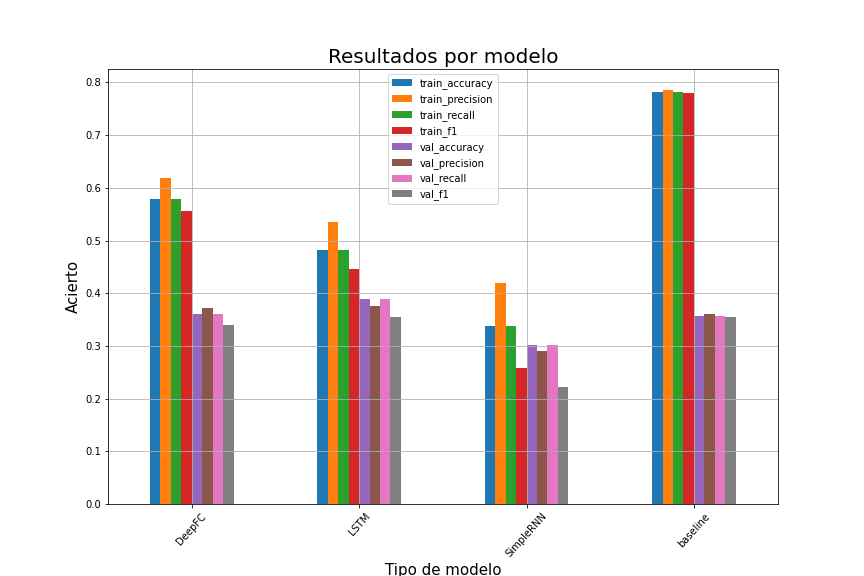 Resultados por modelo
train_accuracy
train_precision
train_recall
train_f1
val_accuracy
val_precision
val_recall
val_f1
Acierto
0.8
0.7
0.6
0.5
0.4
0.3
0.2
0.1
0.0
DeepFC
LSTM
SimpleRNN
baseline
Tipo de modelo